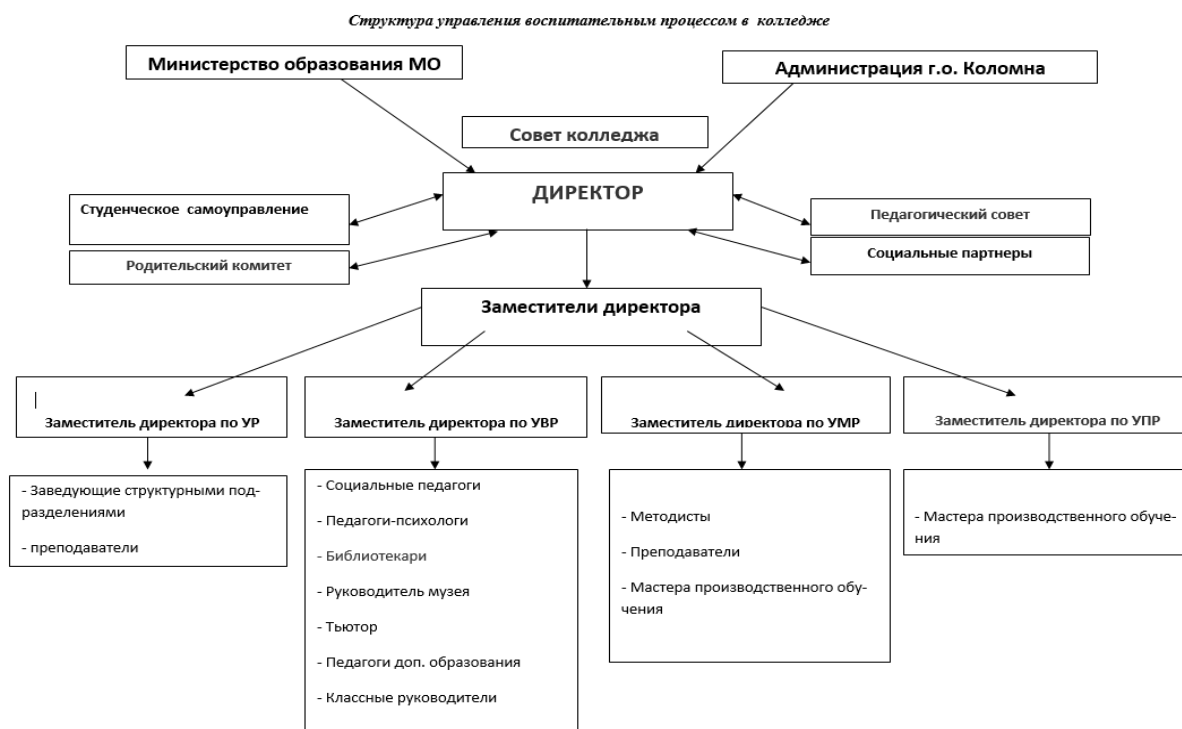 Структура управления воспитательным процессом в колледже
Министерство образования МО
Администрация г.о. Коломна
Совет колледжа
ДИРЕКТОР
Студенческое самоуправление
Педагогический совет
Родительский комитет
Социальные партнеры
Заместители директора
Заместитель директора по УР
Заместитель директора по УВР
Заместитель директора по УМР
Заместитель директора по УПР
- Заведующие структурными под-
разделениями
- преподаватели
- Социальные педагоги
- Педагоги-психологи
- Библиотекари
- Руководитель музея
- Тьютор
- Педагоги доп. образования
- Классные руководители
- Методисты
- Преподаватели
- Мастера производственного обу-
чения
- Мастера производственного обуче-
ния